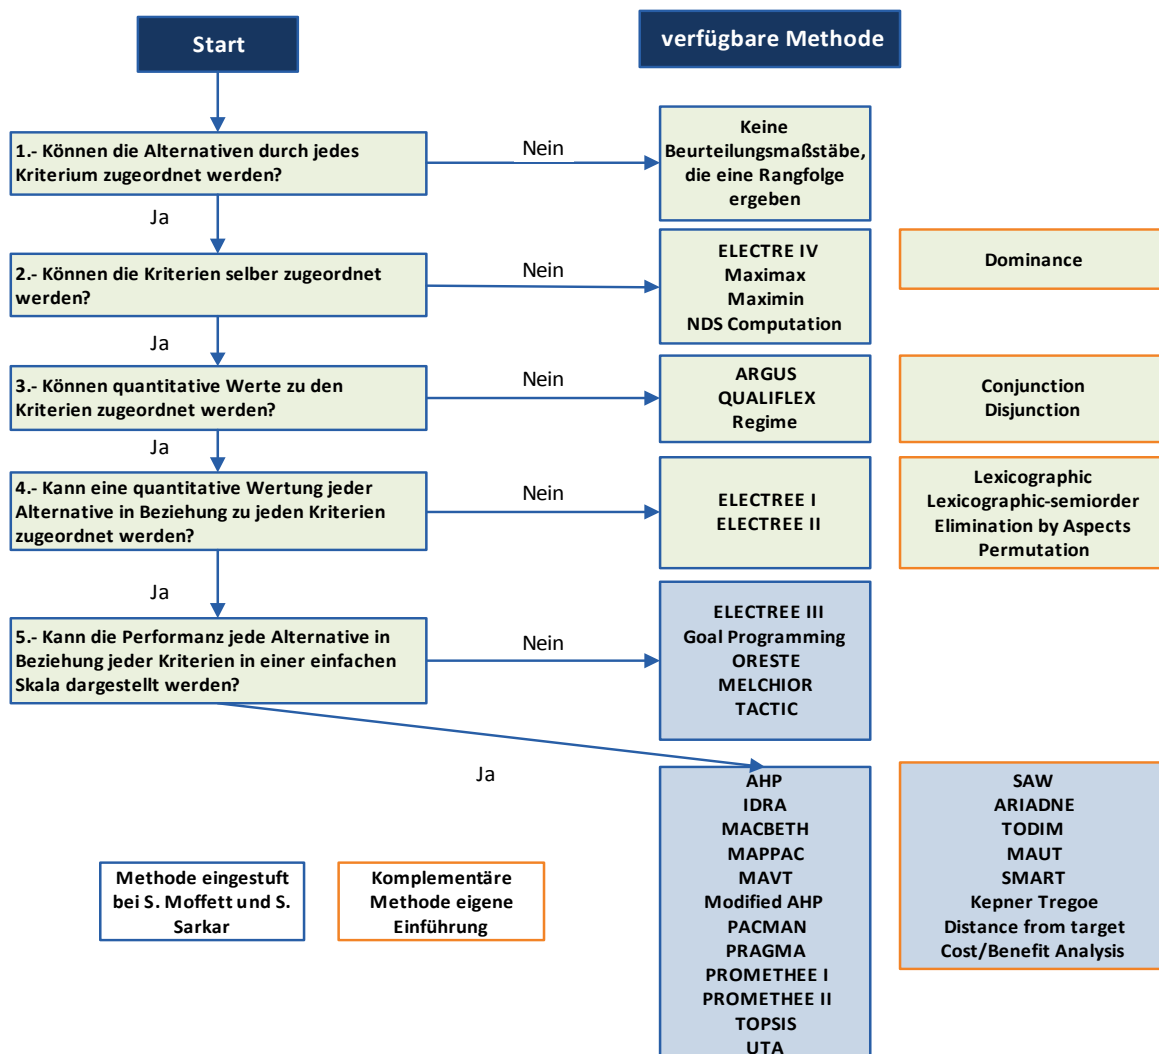 Start
verfügbare Methode
1.- Können die Alternativen durch jedes
Kriterium zugeordnet werden?
Nein
Keine
Beurteilungsmaßstäbe,
die eine Rangfolge
ergeben
Ja
2.- Können die Kriterien selber zugeordnet
werden?
Nein
ELECTRE IV
Maximax
Maximin
NDS Computation
Dominance
Ja
3.- Können quantitative Werte zu den
Kriterien zugeordnet werden?
Nein
ARGUS
QUALIFLEX
Regime
Conjunction
Disjunction
Ja
4.- Kann eine quantitative Wertung jeder
Alternative in Beziehung zu jeden Kriterien
zugeordnet werden?
Nein
ELECTREE I
ELECTREE II
Lexicographic
Lexicographic-semiorder
Elimination by Aspects
Permutation
Ja
5.- Kann die Performanz jede Alternative in
Beziehung jeder Kriterien in einer einfachen
Skala dargestellt werden?
Nein
ELECTREE III
Goal Programming
ORESTE
MELCHIOR
TACTIC
Ja
AHP
IDRA
MACBETH
MAPPAC
MAVT
Modified AHP
PACMAN
PRAGMA
PROMETHEE I
PROMETHEE II
TOPSIS
UTA
SAW
ARIADNE
TODIM
MAUT
SMART
Kepner Tregoe
Distance from target
Cost/Benefit Analysis
Methode eingestuft
bei S. Moffett und S.
Sarkar
Komplementäre
Methode eigene
Einführung